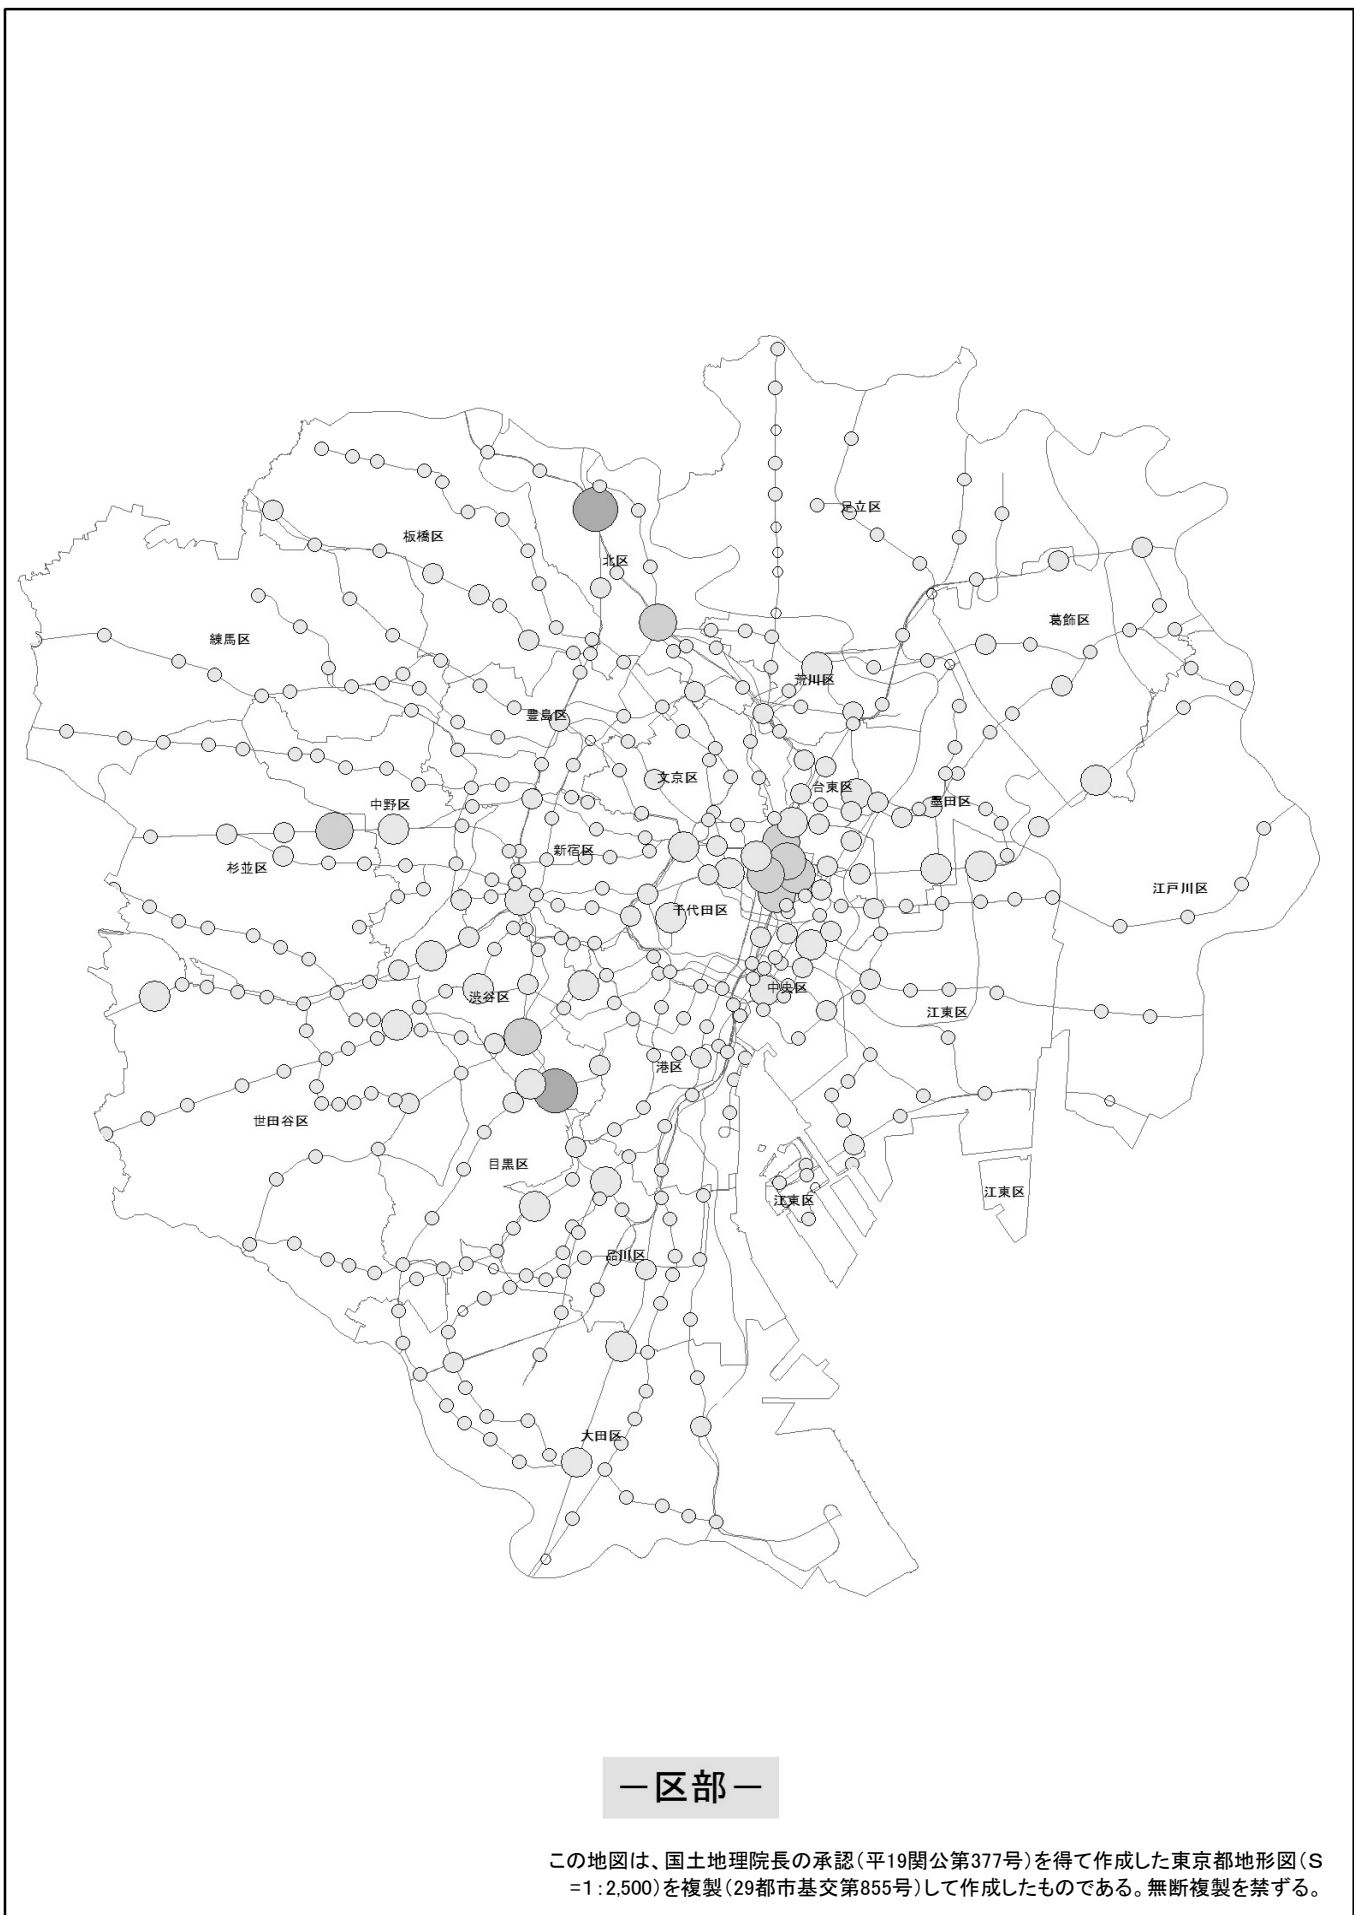 足立区
板橋区
北区
葛飾区
練馬区
荒川区
豊島区
文京区
台東区
墨田区
中野区
新宿区
杉並区
江戸川区
千代田区
渋谷区
中央区
江東区
港区
世田谷区
目黒区
江東区
江東区
品川区
大田区
－区部－
この地図は、国土地理院長の承認(平19関公第377号)を得て作成した東京都地形図(S
=1:2,500)を複製(29都市基交第855号)して作成したものである。無断複製を禁ずる。